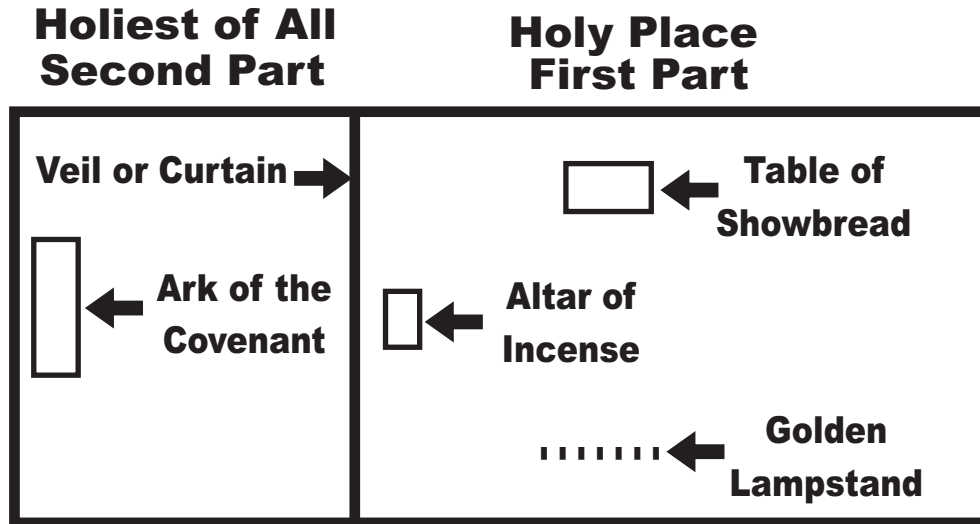 Holiest of All
Second Part
Holy Place
First Part
Veil or Curtain
Table of
Showbread
Ark of the
Covenant
Altar of
Incense
Golden
Lampstand